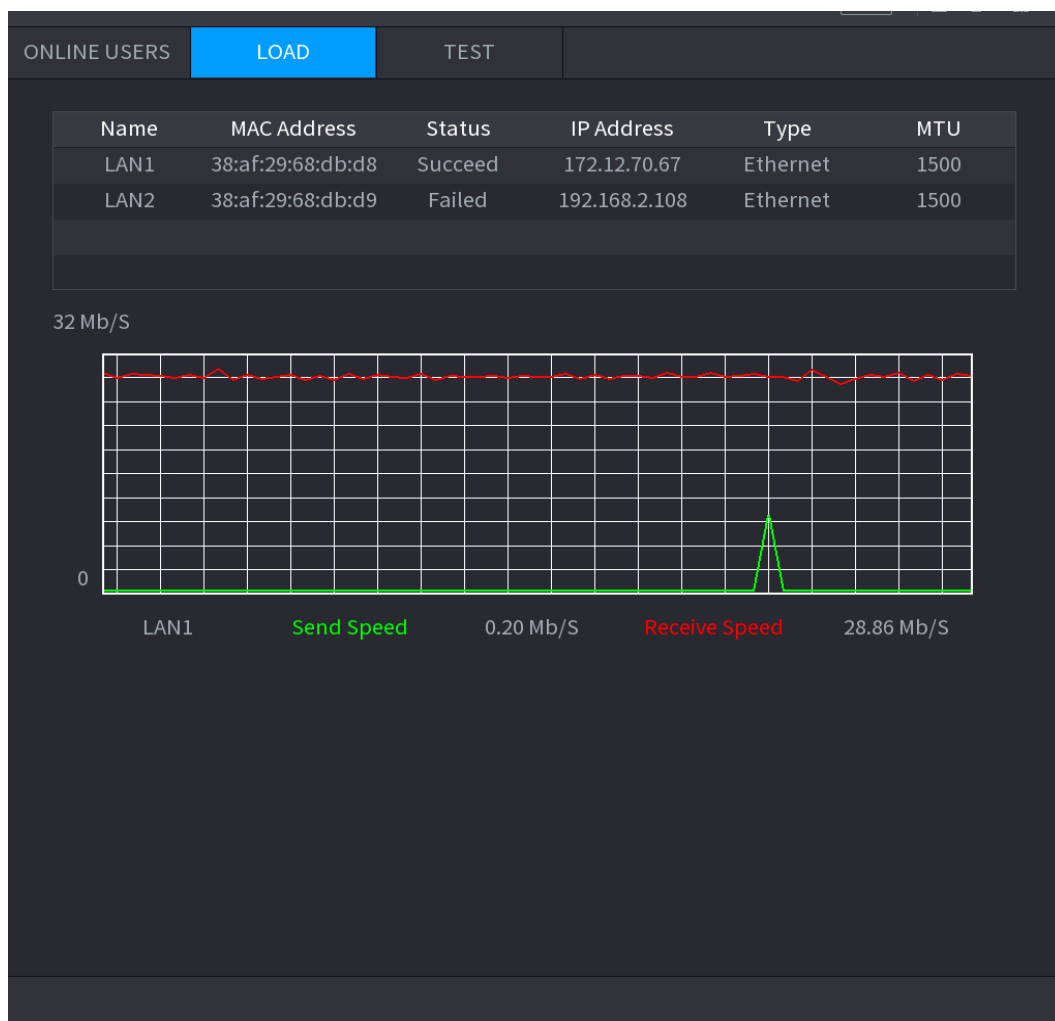 ONLINE USERS LOAD TEST
Name MAC Address Status IP Address Type MTU
LAN1 38:af:29:68:db:d8 Succeed 172.12.70.67 Ethernet 1500
LAN2 38:af:29:68:db:d9 Failed 192.168.2.108 Ethernet 1500
32 Mb/S
0
LAN1 Send Speed 0.20 Mb/S Receive Speed 28.86 Mb/S